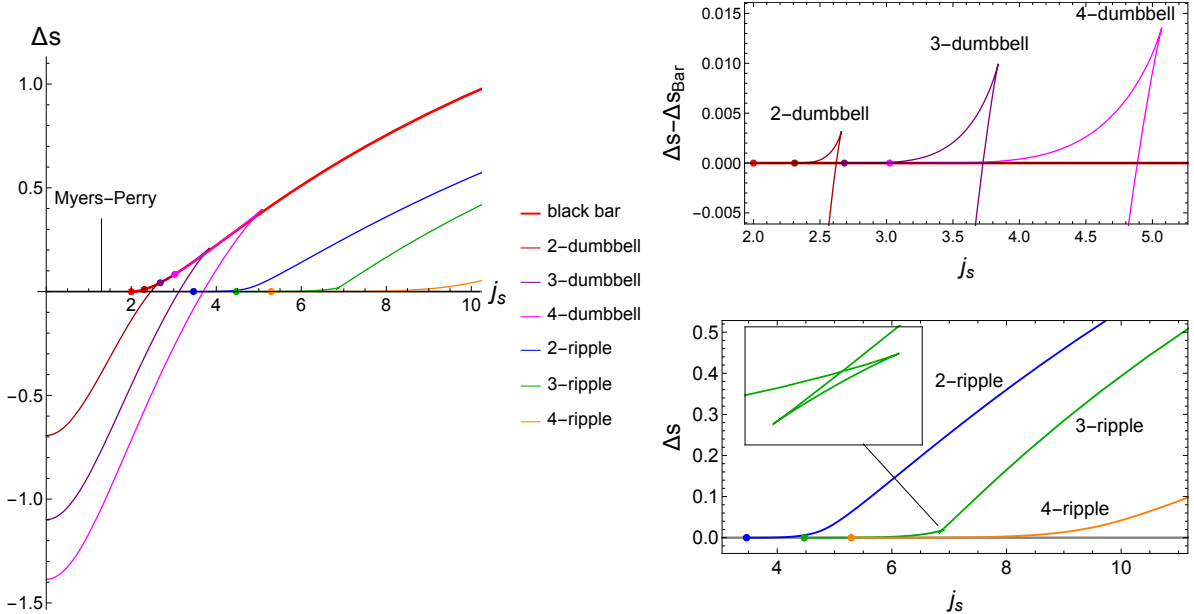 Δs
1.0
0.5
Myers-Perry
2
4
6
8
10
j_s
-0.5
-1.0
-1.5
black bar
2-dumbbell
3-dumbbell
4-dumbbell
2-ripple
3-ripple
4-ripple
Δs-Δs_Bar
0.015
0.010
0.005
0.000
-0.005
4-dumbbell
3-dumbbell
2-dumbbell
2.0
2.5
3.0
3.5
4.0
4.5
5.0
j_s
Δs
0.5
0.4
0.3
0.2
0.1
0.0
2-ripple
3-ripple
4-ripple
4
6
8
10
j_s